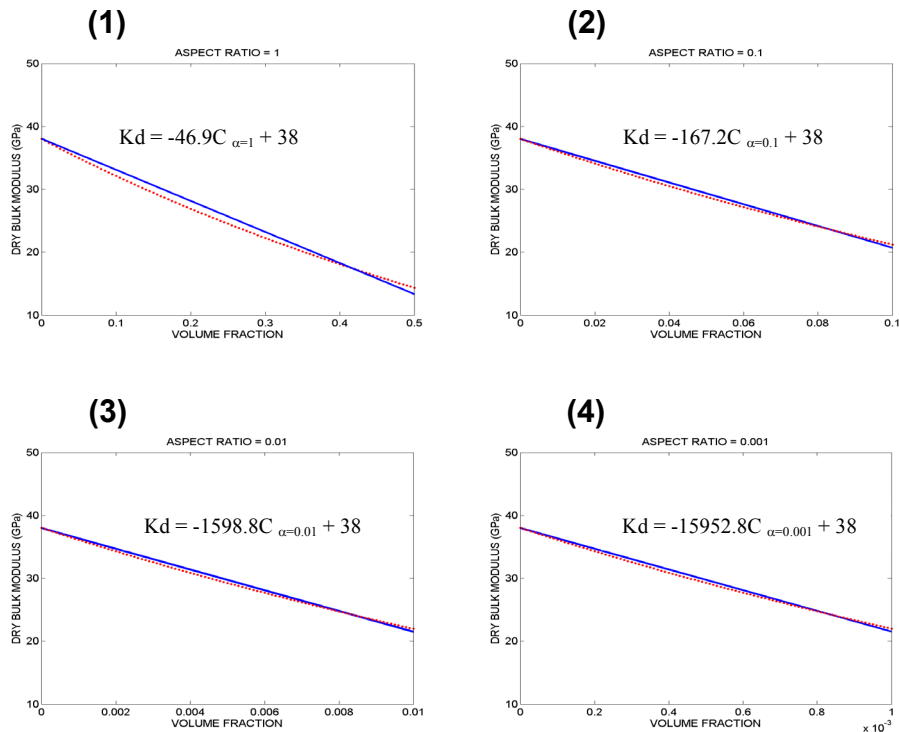 (1)
ASPECT RATIO = 1
50
40
30
20
10
DRY BULK MODULUS (GPa)
Kd = -46.9C α=1 + 38
0 0.1 0.2 0.3 0.4 0.5
VOLUME FRACTION
(2)
ASPECT RATIO = 0.1
50
40
30
20
10
DRY BULK MODULUS (GPa)
Kd = -167.2C α=0.1 + 38
0 0.02 0.04 0.06 0.08 0.1
VOLUME FRACTION
(3)
ASPECT RATIO = 0.01
50
40
30
20
10
DRY BULK MODULUS (GPa)
Kd = -1598.8C α=0.01 + 38
0 0.002 0.004 0.006 0.008 0.01
VOLUME FRACTION
(4)
ASPECT RATIO = 0.001
50
40
30
20
10
DRY BULK MODULUS (GPa)
Kd = -15952.8C α=0.001 + 38
0 0.2 0.4 0.6 0.8 1
VOLUME FRACTION
x 10⁻³